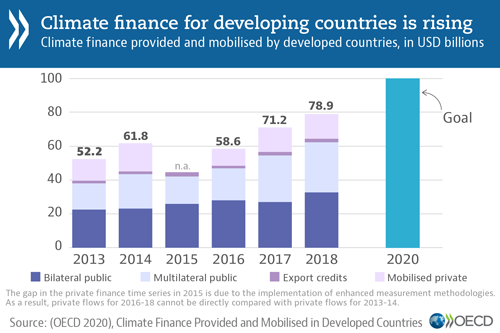 Climate finance for developing countries is rising
Climate finance provided and mobilised by developed countries, in USD billions
100
80
60
40
20
0
52.2
61.8
n.a.
58.6
71.2
78.9
Goal
2013 2014 2015 2016 2017 2018 2020
Bilateral public Multilateral public Export credits Mobilised private
The gap in the private finance time series in 2015 is due to the implementation of enhanced measurement methodologies.
As a result, private flows for 2016-18 cannot be directly compared with private flows for 2013-14.
Source: (OECD 2020), Climate Finance Provided and Mobilised in Developed Countries
OECD